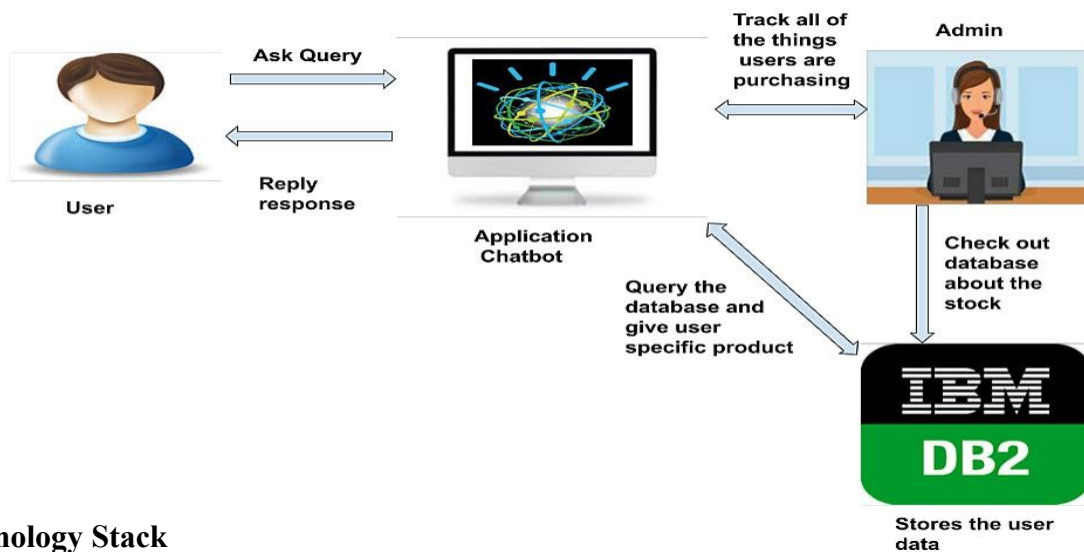 Ask Query
Reply
response
User
Application
Chatbot
Track all of
the things
users are
purchasing
Admin
Query the
database and
give user
specific product
Check out
database
about the
stock
IBM
DB2
Stores the user
data
nology Stack